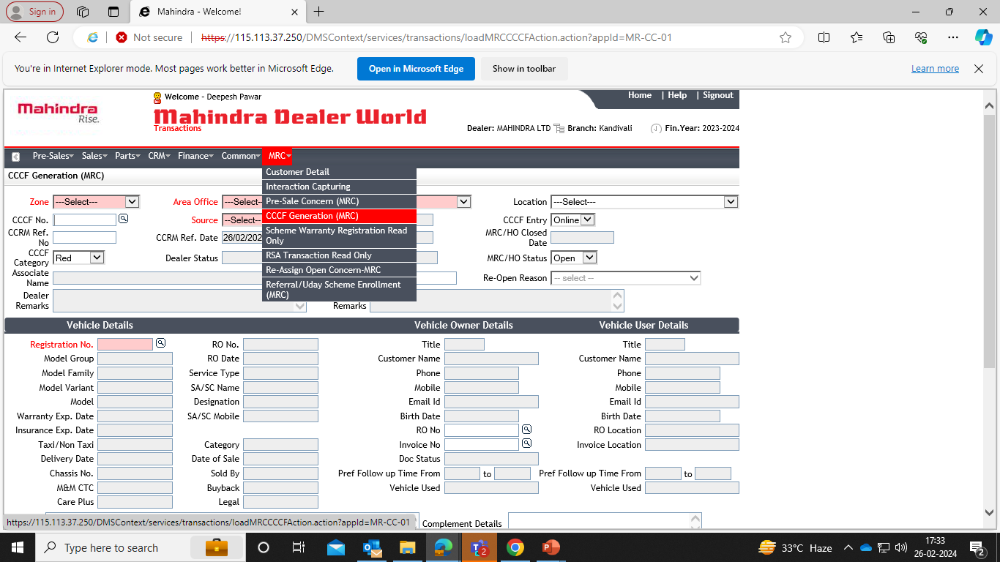 Sign in
Mahindra - Welcome!
Not secure
https://115.113.37.250/DMSContext/services/transactions/loadMRCCCCFAction.action?appId=MR-CC-01
You're in Internet Explorer mode. Most pages work better in Microsoft Edge.
Open in Microsoft Edge
Show in toolbar
Learn more
Mahindra
Rise.
Welcome - Deepesh Pawar
Mahindra Dealer World
Transactions
Home | Help | Signout
Dealer: MAHINDRA LTD Branch: Kandivali Fin.Year: 2023-2024
Pre-Sales Sales Parts CRM Finance Common MRC
CCCF Generation (MRC)
Customer Detail
Interaction Capturing
Pre-Sale Concern (MRC)
CCCF Generation (MRC)
Scheme Warranty Registration Read
Only
RSA Transaction Read Only
Re-Assign Open Concern-MRC
Referral/Uday Scheme Enrollment
(MRC)
Zone ---Select--- Area Office ---Select-- Location ---Select---
CCCF No. Source --Select-- CCCF Entry Online
CCRM Ref.
No
CCRM Ref. Date 26/02/202
MRC/HO Closed
Date
CCCF
Category
Red Dealer Status MRC/HO Status Open
Associate
Name
Re-Open Reason -- select --
Dealer
Remarks
Remarks
Vehicle Details Vehicle Owner Details Vehicle User Details
Registration No. RO No. Title Title
Model Group RO Date Customer Name Customer Name
Model Family Service Type Phone Phone
Model Variant SA/SC Name Mobile Mobile
Model Designation Email Id Email Id
Warranty Exp. Date SA/SC Mobile Birth Date Birth Date
Insurance Exp. Date RO No RO Location
Taxi/Non Taxi Category Invoice No Invoice Location
Delivery Date Date of Sale Doc Status
Chassis No. Sold By Pref Follow up Time From to Pref Follow up Time From to
M&M CTC Buyback Vehicle Used Vehicle Used
Care Plus Legal
https://115.113.37.250/DMSContext/services/transactions/loadMRCCCCFAction.action?appId=MR-CC-01
Complement Details
Type here to search
2
33°C Haze
17:33
26-02-2024
2